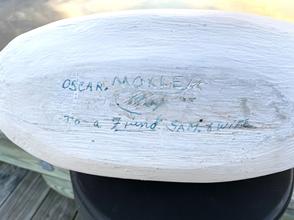 OSCAR. MOXLEY
To a Friend SAM. & WIFE